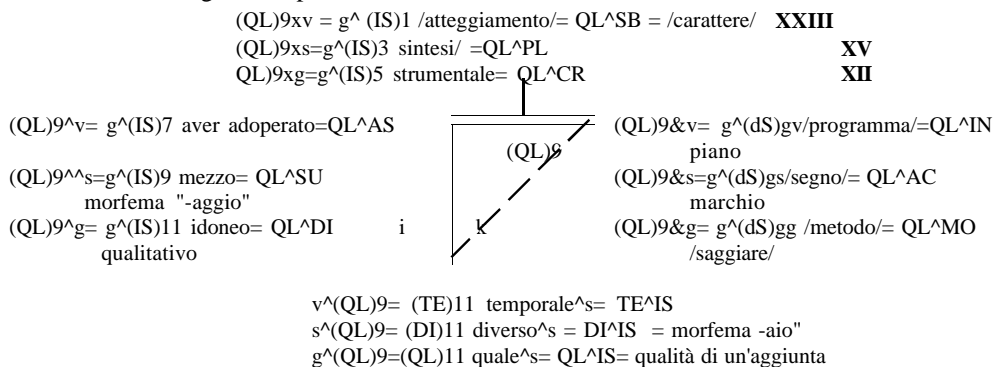 (QL)9xv = g^ (IS)1 /atteggiamento/= QL^SB = /carattere/ XXIII
(QL)9xs=g^(IS)3 sintesi/ =QL^PL XV
QL)9xg=g^(IS)5 strumentale= QL^CR XII
(QL)9^v= g^(IS)7 aver adoperato=QL^AS
(QL)9^^s=g^(IS)9 mezzo= QL^SU
morfema "-aggio"
(QL)9^g= g^(IS)11 idoneo= QL^DI i k
qualitativo
(QL)9
(QL)9&v= g^(dS)gv/programma/=QL^IN
piano
(QL)9&s=g^(dS)gs/segno/= QL^AC
marchio
(QL)9&g= g^(dS)gg /metodo/= QL^MO
/saggiare/
v^(QL)9= (TE)11 temporale^s= TE^IS
s^(QL)9= (DI)11 diverso^s = DI^IS = morfema -aio"
g^(QL)9=(QL)11 quale^s= QL^IS= qualità di un'aggiunta